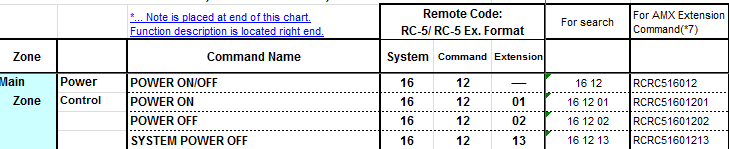 *... Note is placed at end of this chart.
Function description is located right end.
Remote Code:
RC-5/ RC-5 Ex. Format
For search
For AMX Extension
Command(*7)
Zone Command Name System Command Extension
Main Power POWER ON/OFF 16 12 — 16 12 RCRC516012
Zone Control POWER ON 16 12 01 16 12 01 RCRC51601201
POWER OFF 16 12 02 16 12 02 RCRC51601202
SYSTEM POWER OFF 16 12 13 16 12 13 RCRC51601213